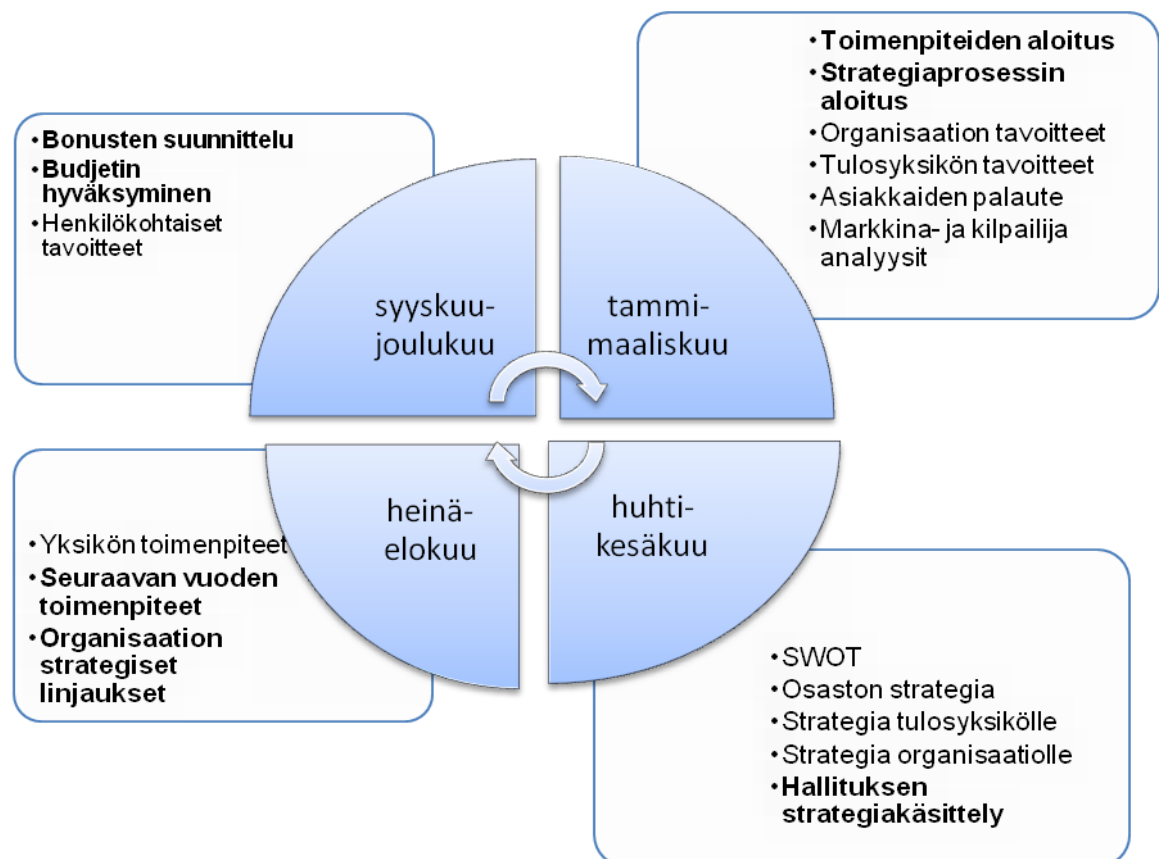 • Toimenpiteiden aloitus
• Strategiaprosessin
aloitus
• Organisaation tavoitteet
• Tulosyksikön tavoitteet
• Asiakkaiden palaute
• Markkina- ja kilpailija
analyysit
• Bonusten suunnittelu
• Budjetin
hyväksyminen
• Henkilökohtaiset
tavoitteet
syyskuu-
joulukuu
tammi-
maaliskuu
heinä-
elokuu
huhti-
kesäkuu
• Yksikön toimenpiteet
• Seuraavan vuoden
toimenpiteet
• Organisaation
strategiset
linjaukset
• SWOT
• Osaston strategia
• Strategia tulosyksikölle
• Strategia organisaatiolle
• Hallituksen
strategiakäsittely